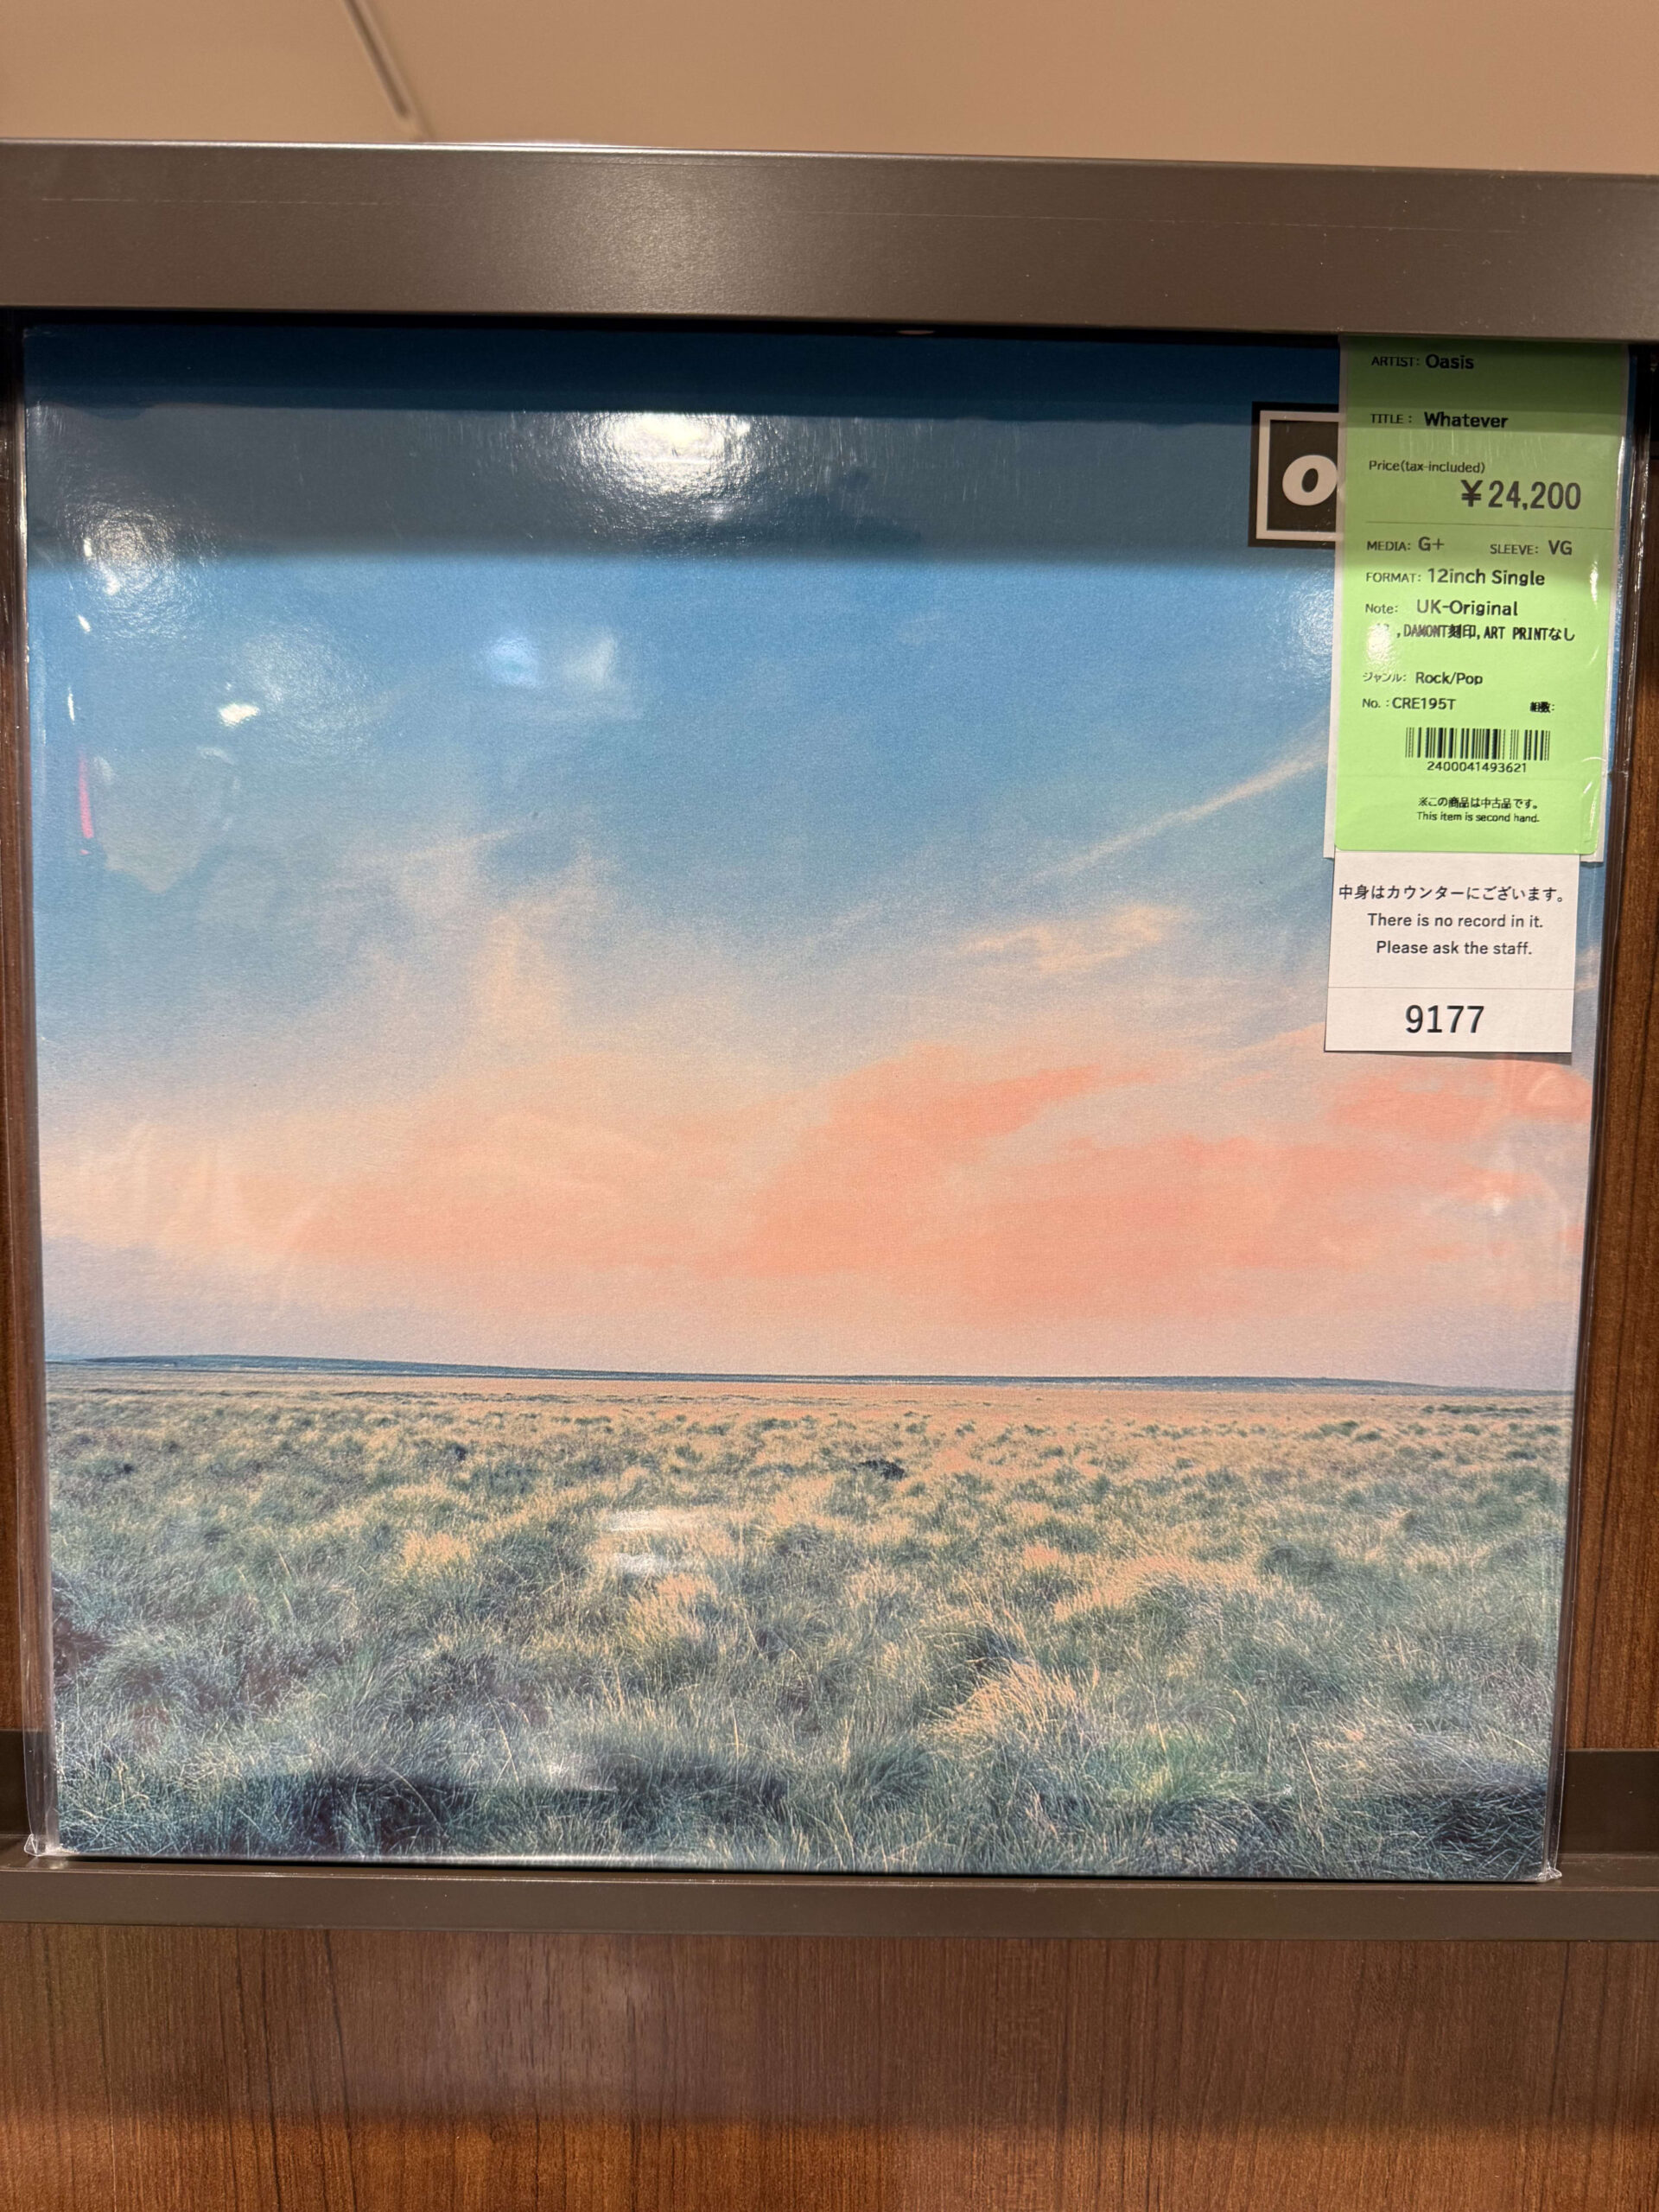 o
ARTIST: Oasis
TITLE : Whatever
Price(tax-included)
¥24,200
MEDIA: G+ SLEEVE: VG
FORMAT: 12inch Single
Note: UK-Original
,DAMONT刻印,ART PRINTなし
ジャンル: Rock/Pop
No. : CRE195T 組数:
2400041493621
※この商品は中古品です。
This item is second hand.
中身はカウンターにございます。
There is no record in it.
Please ask the staff.
9177